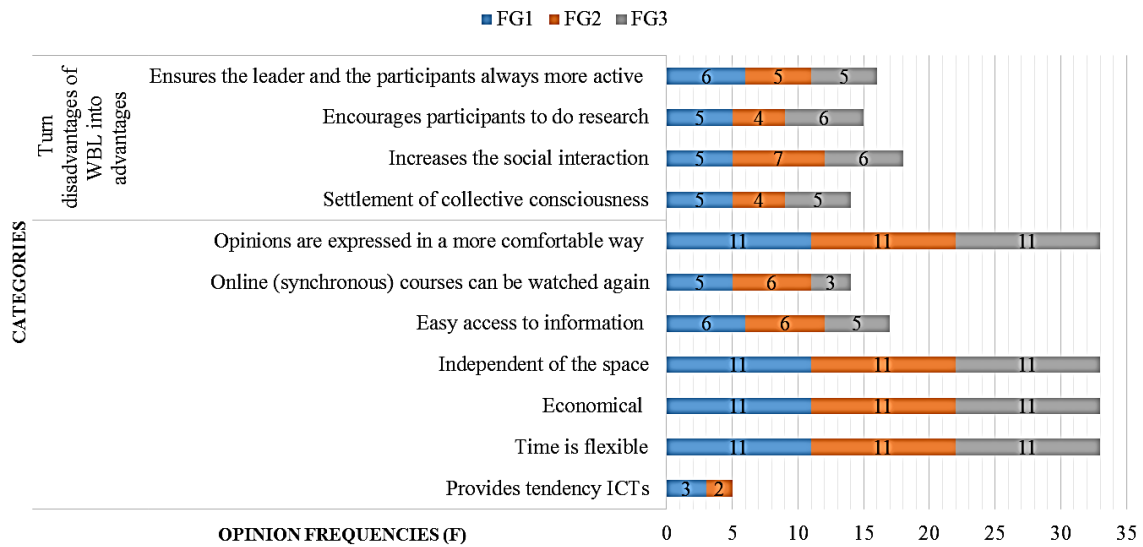 FG1 FG2 FG3
Turn disadvantages of WBL into advantages
CATEGORIES
Ensures the leader and the participants always more active 6 5 5
Encourages participants to do research 5 4 6
Increases the social interaction 5 7 6
Settlement of collective consciousness 5 4 5
Opinions are expressed in a more comfortable way 11 11 11
Online (synchronous) courses can be watched again 5 6 3
Easy access to information 6 6 5
Independent of the space 11 11 11
Economical 11 11 11
Time is flexible 11 11 11
Provides tendency ICTs 3 2
OPINION FREQUENCIES (F) 0 5 10 15 20 25 30 35